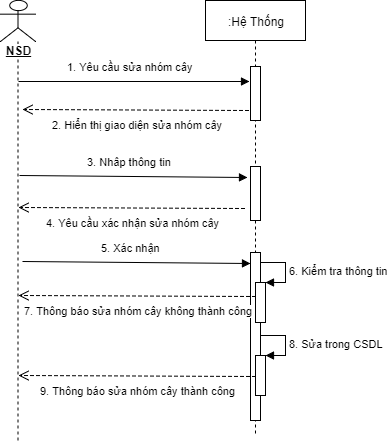 :Hệ Thống
NSD
1. Yêu cầu sửa nhóm cây
2. Hiển thị giao diện sửa nhóm cây
3. Nhập thông tin
4. Yêu cầu xác nhận sửa nhóm cây
5. Xác nhận
6. Kiểm tra thông tin
7. Thông báo sửa nhóm cây không thành công
8. Sửa trong CSDL
9. Thông báo sửa nhóm cây thành công